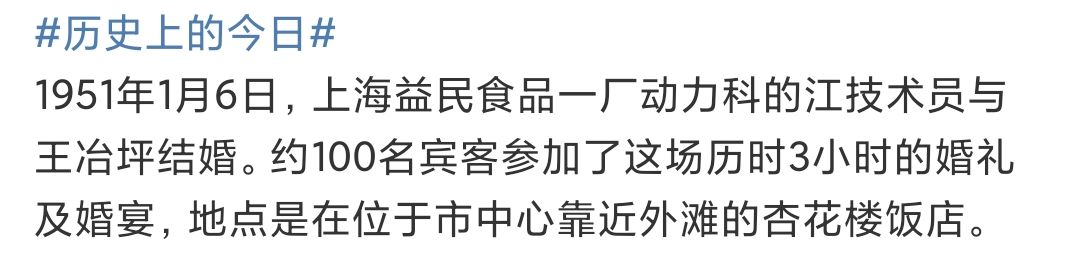 #历史上的今日#
1951年1月6日，上海益民食品一厂动力科的江技术员与
王冶坪结婚。约100名宾客参加了这场历时3小时的婚礼
及婚宴，地点是在位于市中心靠近外滩的杏花楼饭店。